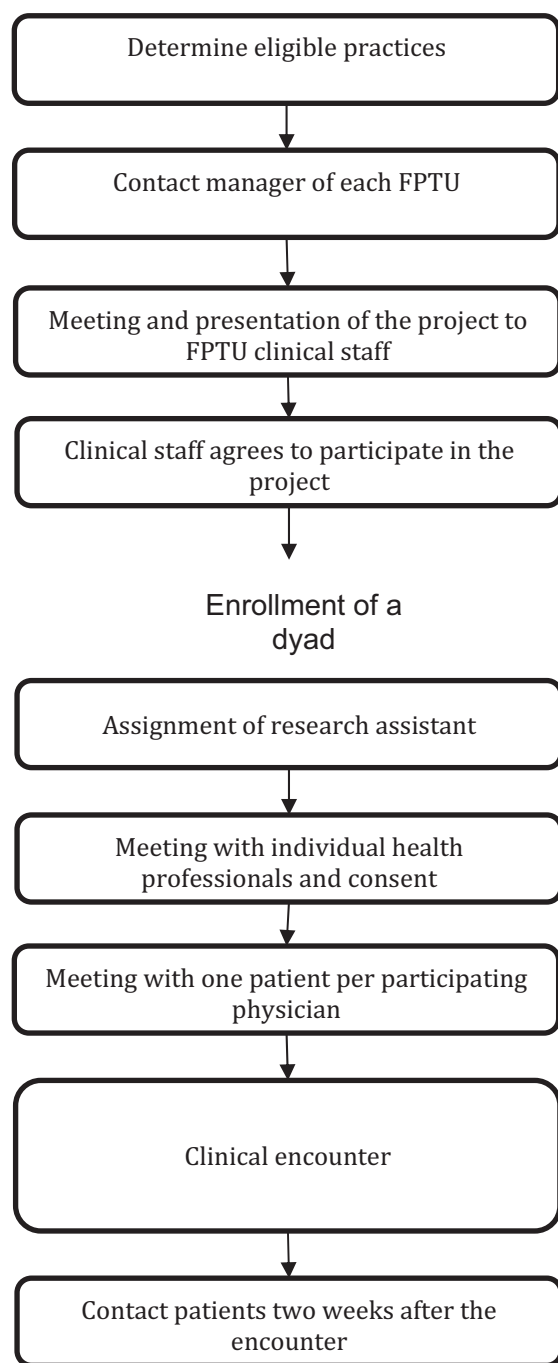 Determine eligible practices
Contact manager of each FPTU
Meeting and presentation of the project to
FPTU clinical staff
Clinical staff agrees to participate in the
project
Enrollment of a
dyad
Assignment of research assistant
Meeting with individual health
professionals and consent
Meeting with one patient per participating
physician
Clinical encounter
Contact patients two weeks after the
encounter